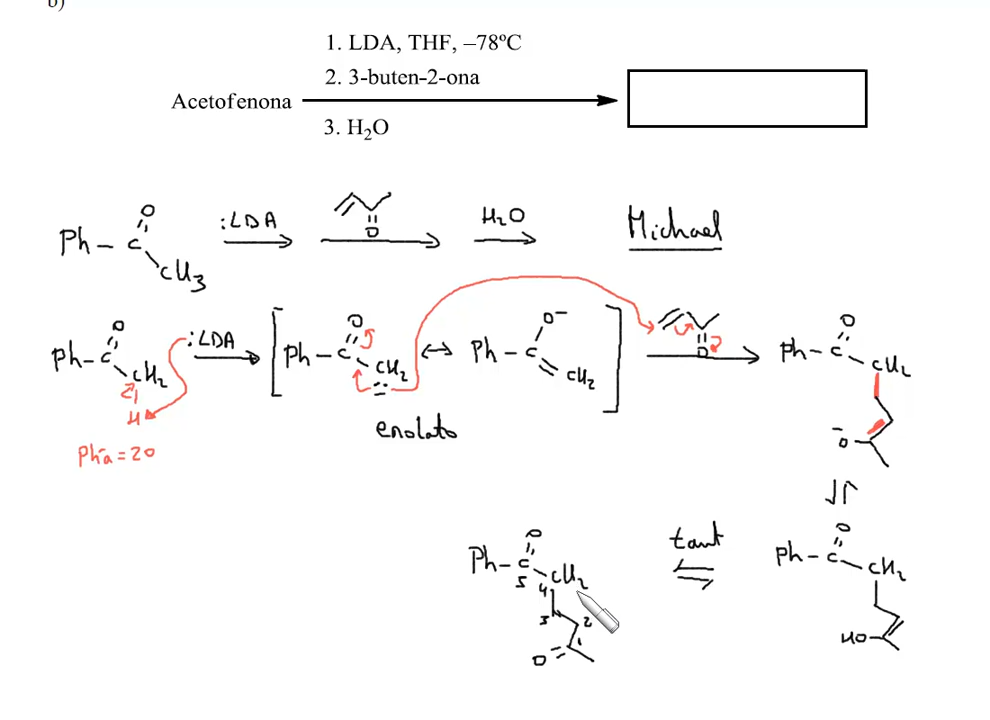 b)
1. LDA, THF, –78ºC
2. 3-buten-2-ona
Acetofenona
3. H₂O
O
Ph – C
CH₃
:LDA
O
H₂O
Michael
O
Ph – C
CH₂
H
:LDA
Pka = 20
O
Ph – C
CH₂
↔
O⁻
Ph – C
CH₂
enolato
O
O
Ph – C
CH₂
⁻O
O
Ph – C
CH₂
HO
taut
O
Ph – C
5
CH₂
4
3
2
1
O